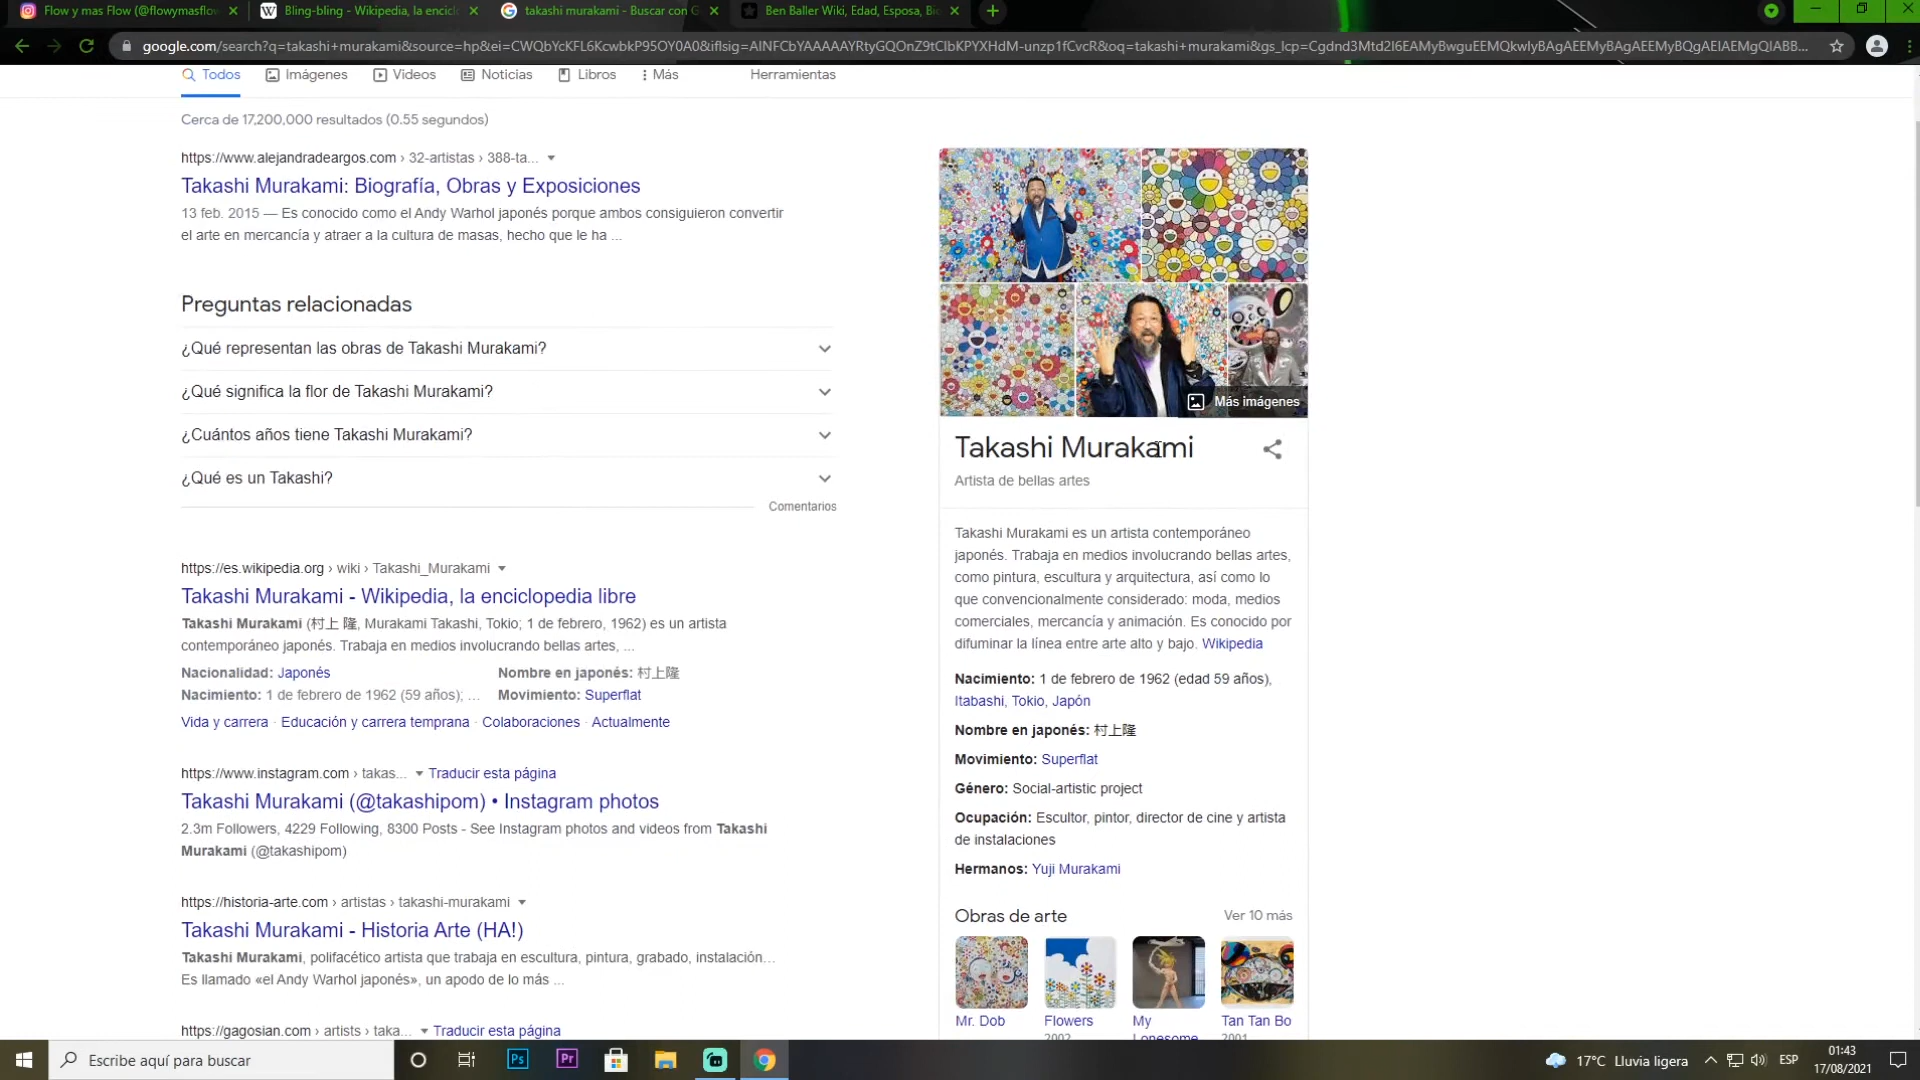 Flow y mas Flow (@flowymasflow
Bling-bling - Wikipedia, la encicl
takashi murakami - Buscar con G
Ben Baller Wiki, Edad, Esposa, Bi
google.com/search?q=takashi+murakami&source=hp&ei=
Todos
Imágenes
Videos
Noticias
Libros
Más
Herramientas
Cerca de 17,200,000 resultados (0.55 segundos)
https://www.alejandradeargos.com › 32-artistas › 388-ta...
Takashi Murakami: Biografía, Obras y Exposiciones
13 feb. 2015 — Es conocido como el Andy Warhol japonés porque ambos consiguieron convertir
el arte en mercancía y atraer a la cultura de masas, hecho que le ha ...
Preguntas relacionadas
¿Qué representan las obras de Takashi Murakami?
¿Qué significa la flor de Takashi Murakami?
¿Cuántos años tiene Takashi Murakami?
¿Qué es un Takashi?
Comentarios
https://es.wikipedia.org › wiki › Takashi_Murakami
Takashi Murakami - Wikipedia, la enciclopedia libre
Takashi Murakami (村上 隆, Murakami Takashi, Tokio; 1 de febrero, 1962) es un artista
contemporáneo japonés. Trabaja en medios involucrando bellas artes, ...
Nacionalidad: Japonés
Nombre en japonés: 村上隆
Nacimiento: 1 de febrero de 1962 (59 años); ...
Movimiento: Superflat
Vida y carrera · Educación y carrera temprana · Colaboraciones · Actualmente
https://www.instagram.com › takas...
Traducir esta página
Takashi Murakami (@takashipom) • Instagram photos
2.3m Followers, 4229 Following, 8300 Posts - See Instagram photos and videos from Takashi
Murakami (@takashipom)
https://historia-arte.com › artistas › takashi-murakami
Takashi Murakami - Historia Arte (HA!)
Takashi Murakami, polifacético artista que trabaja en escultura, pintura, grabado, instalación…
Es llamado «el Andy Warhol japonés», un apodo de lo más ...
https://gagosian.com › artists › taka...
Traducir esta página
Más imágenes
Takashi Murakami
Artista de bellas artes
Takashi Murakami es un artista contemporáneo
japonés. Trabaja en medios involucrando bellas artes,
como pintura, escultura y arquitectura, así como lo
que convencionalmente considerado: moda, medios
comerciales, mercancía y animación. Es conocido por
difuminar la línea entre arte alto y bajo. Wikipedia
Nacimiento: 1 de febrero de 1962 (edad 59 años),
Itabashi, Tokio, Japón
Nombre en japonés: 村上隆
Movimiento: Superflat
Género: Social-artistic project
Ocupación: Escultor, pintor, director de cine y artista
de instalaciones
Hermanos: Yuji Murakami
Obras de arte
Ver 10 más
Mr. Dob
Flowers
2002
My
Lonesome
Tan Tan Bo
2001
Escribe aquí para buscar
Ps
Pr
17°C Lluvia ligera
ESP
01:43
17/08/2021